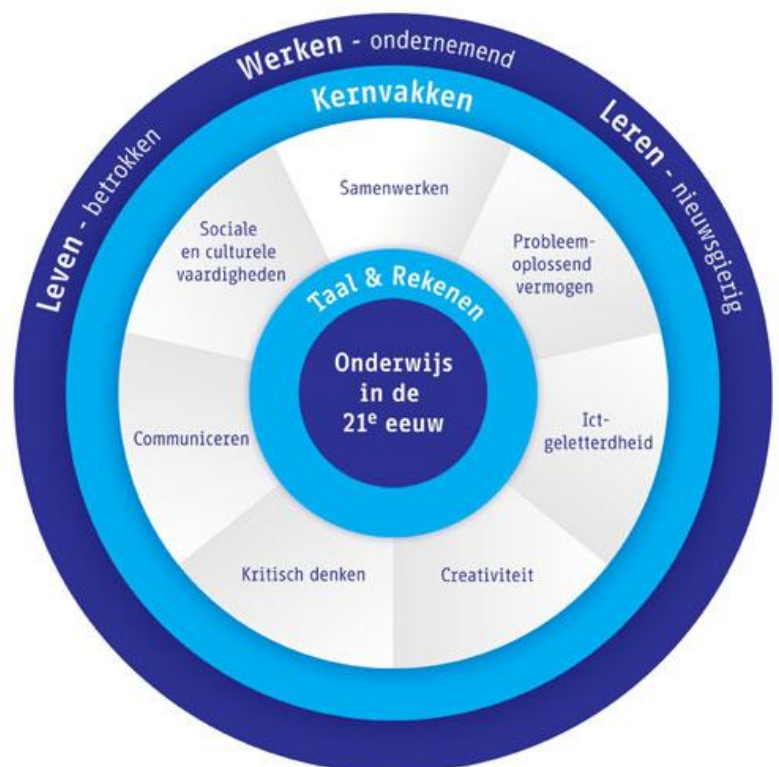 Leven - betrokken
Werken - ondernemend
Leren - nieuwsgierig
Kernvakken
Samenwerken
Probleem-
oplossend
vermogen
Ict-
geletterdheid
Creativiteit
Kritisch denken
Communiceren
Sociale
en culturele
vaardigheden
Taal & Rekenen
Onderwijs
in de
21e eeuw